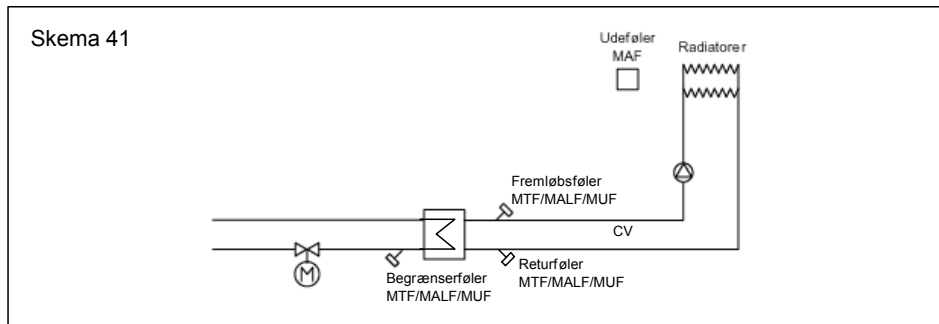 Skema 41
Udeføler
MAF
Radiatorer
Fremløbsføler
MTF/MALF/MUF
CV
M
Begrænserføler
MTF/MALF/MUF
Returføler
MTF/MALF/MUF